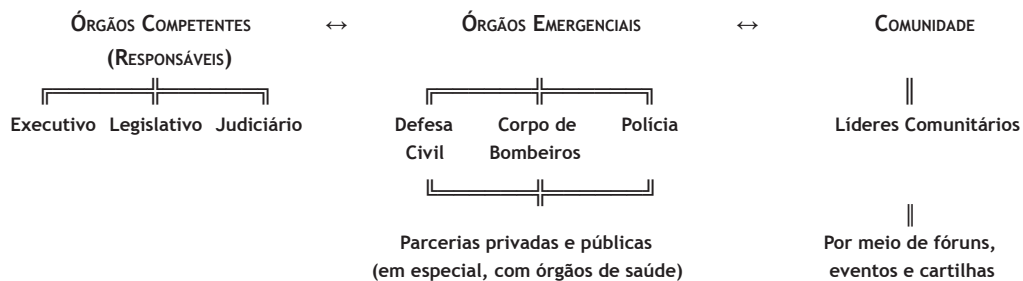 Órgãos Competentes ↔ Órgãos Emergenciais ↔ Comunidade
(Responsáveis)
Executivo Legislativo Judiciário Defesa Corpo de Polícia Líderes Comunitários
Civil Bombeiros
Parcerias privadas e públicas Por meio de fóruns,
(em especial, com órgãos de saúde) eventos e cartilhas